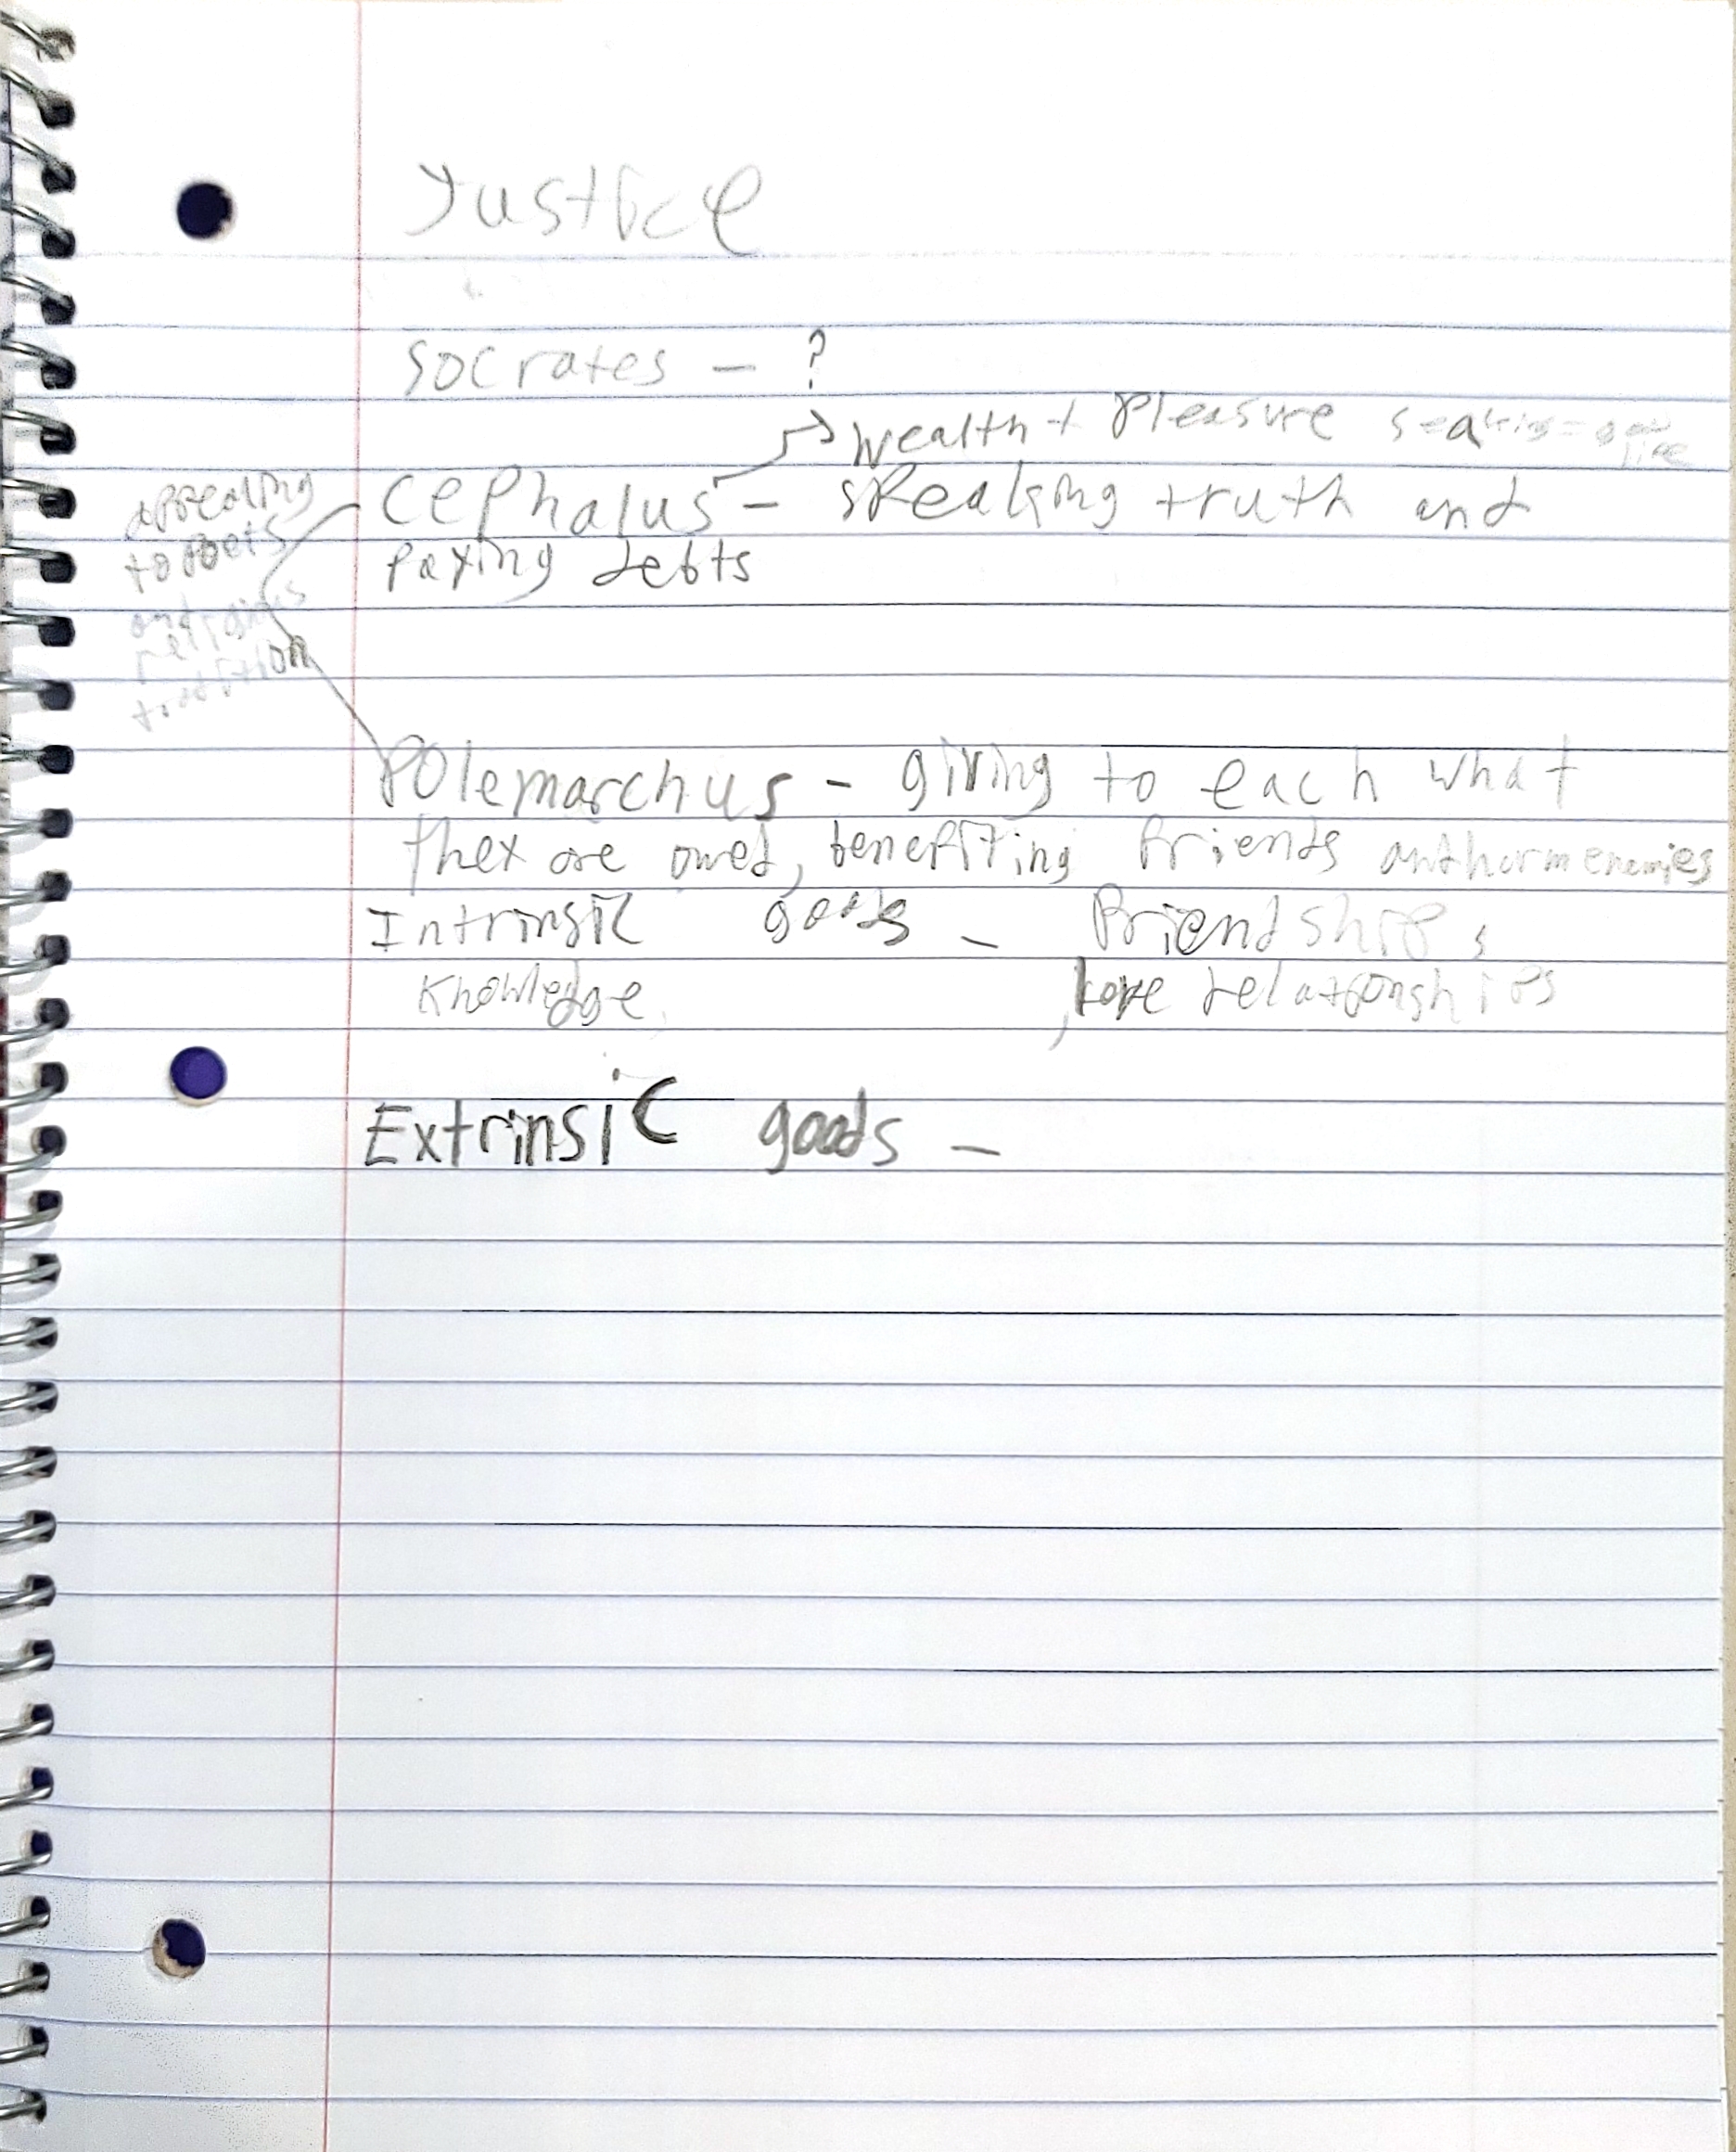 Justice
Socrates - ?
→ wealth + Pleasure seaking = good life
Cephalus - speaking truth and
paying debts
appealing
to poets
and
religious
tradition
Polemarchus - giving to each what
they are owed, benefiting friends and harm enemies
Intrinsic goods - Friendships,
Knowledge, love relationships
Extrinsic goods -